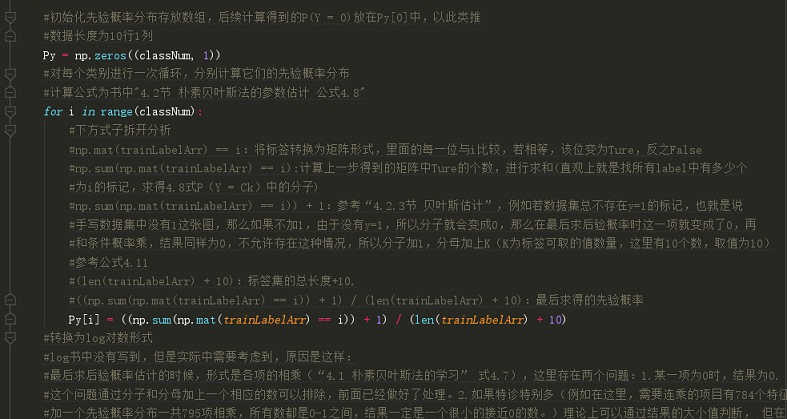 #初始化先验概率分布存放数组，后续计算得到的P(Y = 0)放在Py[0]中，以此类推
#数据长度为10行1列
Py = np.zeros((classNum, 1))
#对每个类别进行一次循环，分别计算它们的先验概率分布
#计算公式为书中"4.2节 朴素贝叶斯法的参数估计 公式4.8"
for i in range(classNum):
#下方式子拆开分析
#np.mat(trainLabelArr) == i：将标签转换为矩阵形式，里面的每一位与i比较，若相等，该位变为Ture，反之False
#np.sum(np.mat(trainLabelArr) == i):计算上一步得到的矩阵中Ture的个数，进行求和(直观上就是找所有label中有多少个
#为i的标记，求得4.8式P（Y = Ck）中的分子)
#np.sum(np.mat(trainLabelArr) == i)) + 1：参考“4.2.3节 贝叶斯估计”，例如若数据集总不存在y=1的标记，也就是说
#手写数据集中没有1这张图，那么如果不加1，由于没有y=1，所以分子就会变成0，那么在最后求后验概率时这一项就变成了0，再
#和条件概率乘，结果同样为0，不允许存在这种情况，所以分子加1，分母加上K（K为标签可取的值数量，这里有10个数，取值为10）
#参考公式4.11
#(len(trainLabelArr) + 10)：标签集的总长度+10.
#((np.sum(np.mat(trainLabelArr) == i)) + 1) / (len(trainLabelArr) + 10)：最后求得的先验概率
Py[i] = ((np.sum(np.mat(trainLabelArr) == i)) + 1) / (len(trainLabelArr) + 10)
#转换为log对数形式
#log书中没有写到，但是实际中需要考虑到，原因是这样：
#最后求后验概率估计的时候，形式是各项的相乘（“4.1 朴素贝叶斯法的学习” 式4.7），这里存在两个问题：1.某一项为0时，结果为0.
#这个问题通过分子和分母加上一个相应的数可以排除，前面已经做好了处理。2.如果特诊特别多（例如在这里，需要连乘的项目有784个特征
#加一个先验概率分布一共795项相乘，所有数都是0-1之间，结果一定是一个很小的接近0的数。）理论上可以通过结果的大小值判断， 但在